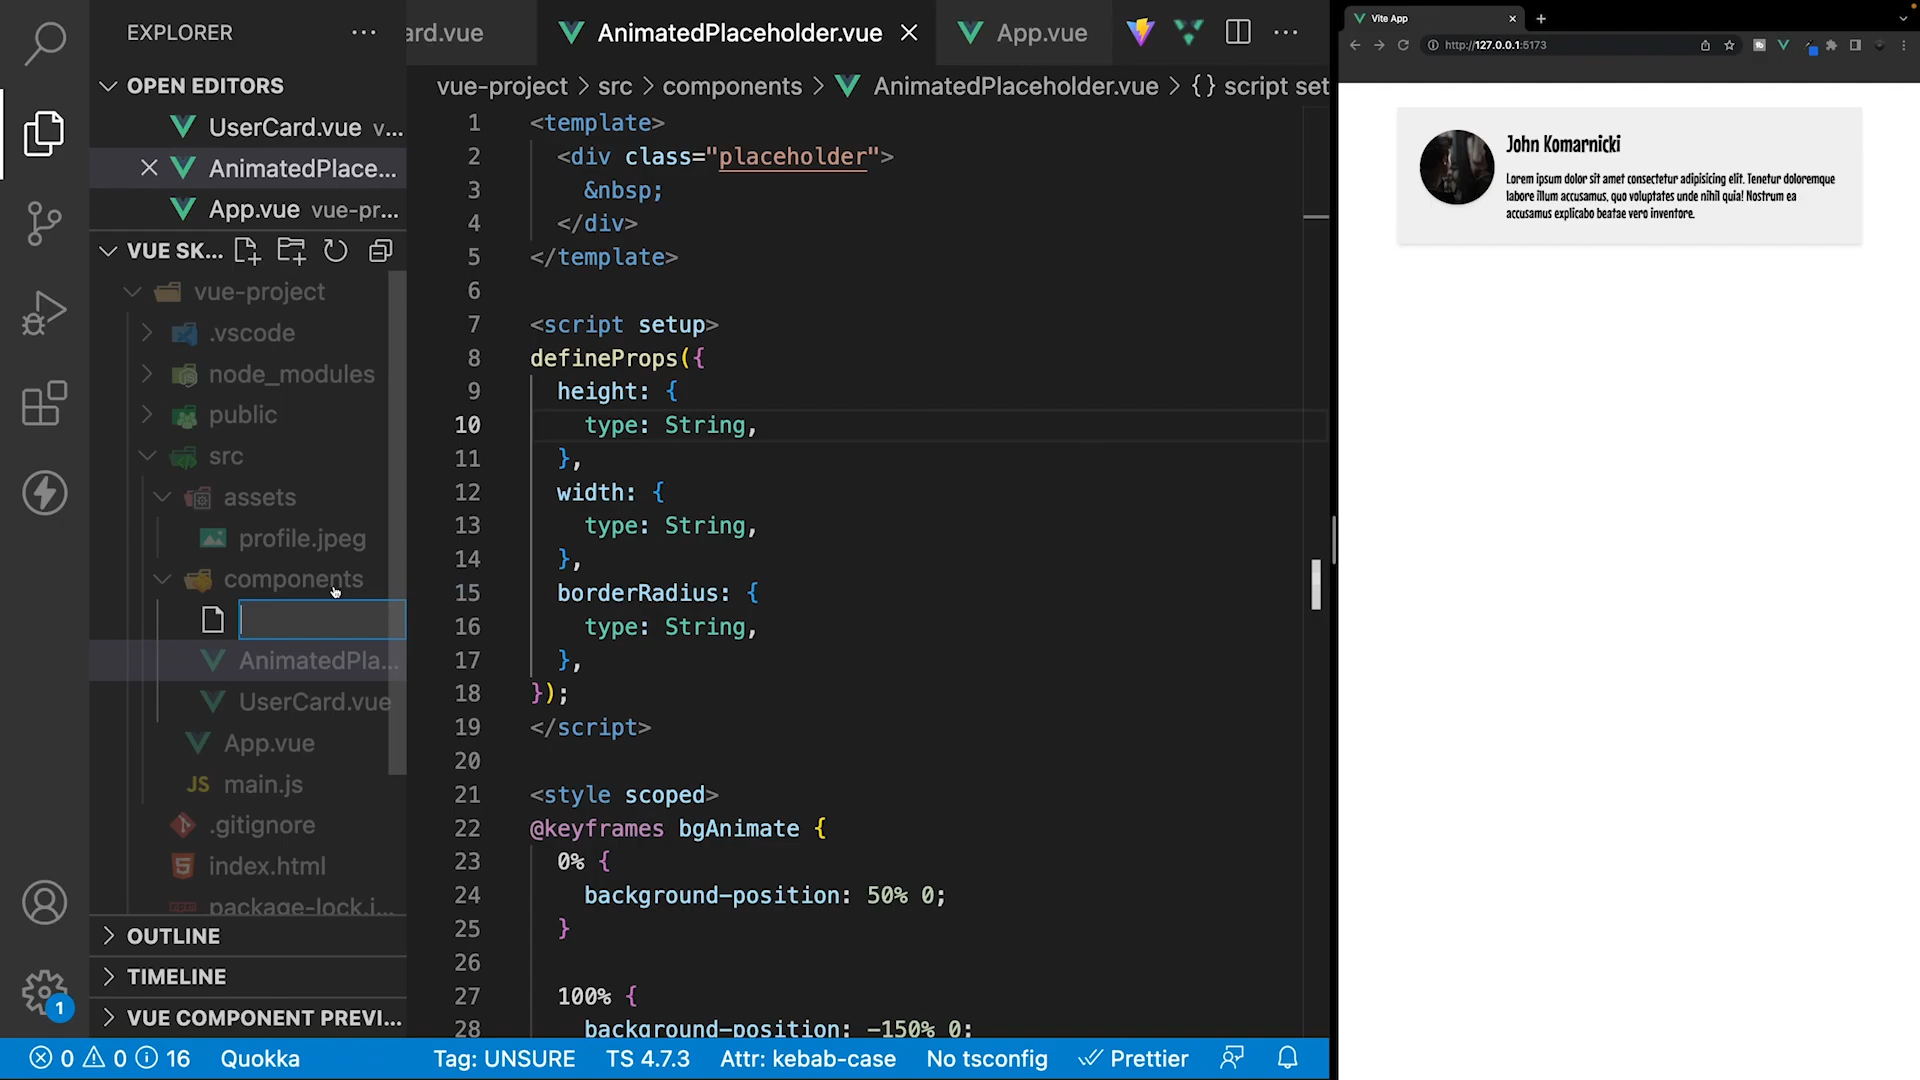 EXPLORER
OPEN EDITORS
UserCard.vue v...
AnimatedPlace...
App.vue vue-pr...
VUE SK...
vue-project
.vscode
node_modules
public
src
assets
profile.jpeg
components
AnimatedPla...
UserCard.vue
App.vue
JS main.js
.gitignore
index.html
package-lock.j...
OUTLINE
TIMELINE
VUE COMPONENT PREVI...
1
ard.vue
AnimatedPlaceholder.vue
App.vue
vue-project > src > components > AnimatedPlaceholder.vue > {} script set
1 <template>
2 <div class="placeholder">
3 &nbsp;
4 </div>
5 </template>
6
7 <script setup>
8 defineProps({
9 height: {
10 type: String,
11 },
12 width: {
13 type: String,
14 },
15 borderRadius: {
16 type: String,
17 },
18 });
19 </script>
20
21 <style scoped>
22 @keyframes bgAnimate {
23 0% {
24 background-position: 50% 0;
25 }
26
27 100% {
28 background-position: -150% 0;
0 0 16 Quokka Tag: UNSURE TS 4.7.3 Attr: kebab-case No tsconfig Prettier
Vite App
http://127.0.0.1:5173
John Komarnicki
Lorem ipsum dolor sit amet consectetur adipisicing elit. Tenetur doloremque
labore illum accusamus, quo voluptates unde nihil quia! Nostrum ea
accusamus explicabo beatae vero inventore.